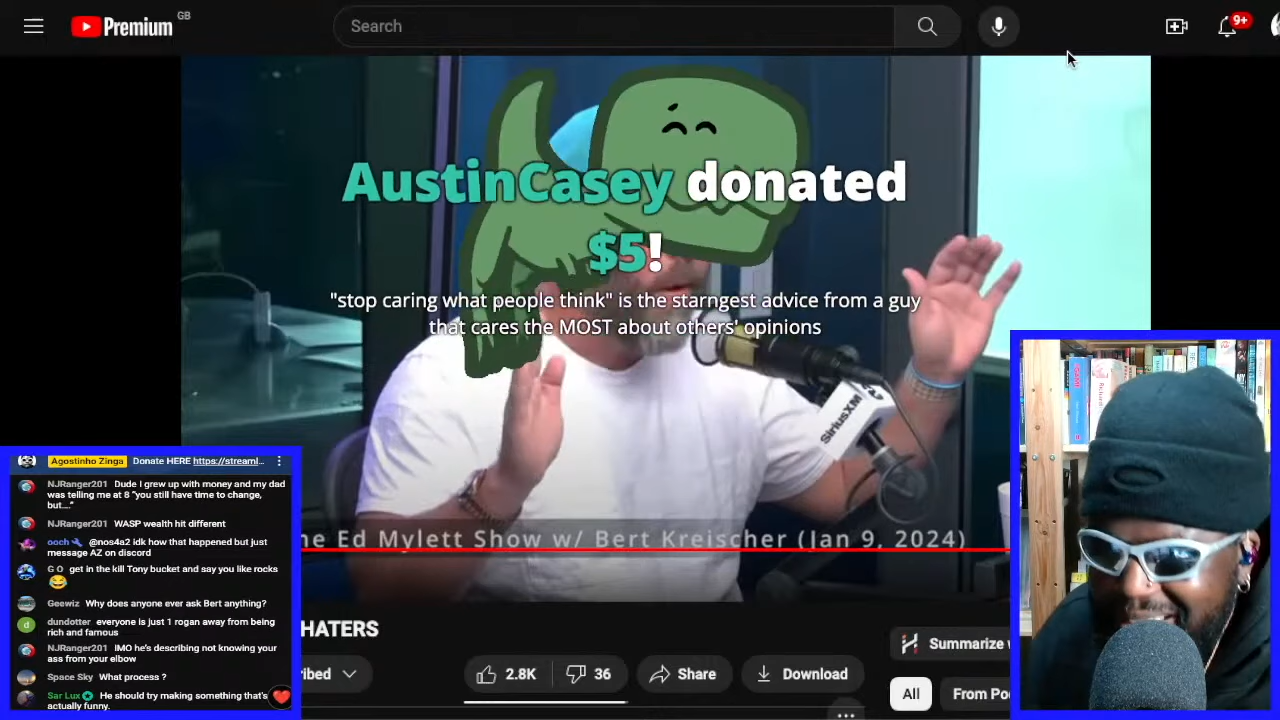 Premium
GB
Search
9+
AustinCasey donated
$5!
"stop caring what people think" is the starngest advice from a guy
that cares the MOST about others' opinions
SiriusXM
Ed Mylett Show w/ Bert Kreischer (Jan 9, 2024)
HATERS
2.8K
36
Share
Download
Summarize
All
From
Agostinho Zinga Donate HERE https://streaml...
NJRanger201 Dude I grew up with money and my dad
was telling me at 8 "you still have time to change,
but...."
NJRanger201 WASP wealth hit different
ooch @nos4a2 idk how that happened but just
message AZ on discord
G O get in the kill Tony bucket and say you like rocks
😂
Geewiz Why does anyone ever ask Bert anything?
dundotter everyone is just 1 rogan away from being
rich and famous
NJRanger201 IMO he's describing not knowing your
ass from your elbow
Space Sky What process ?
Sar Lux He should try making something that's
actually funny.